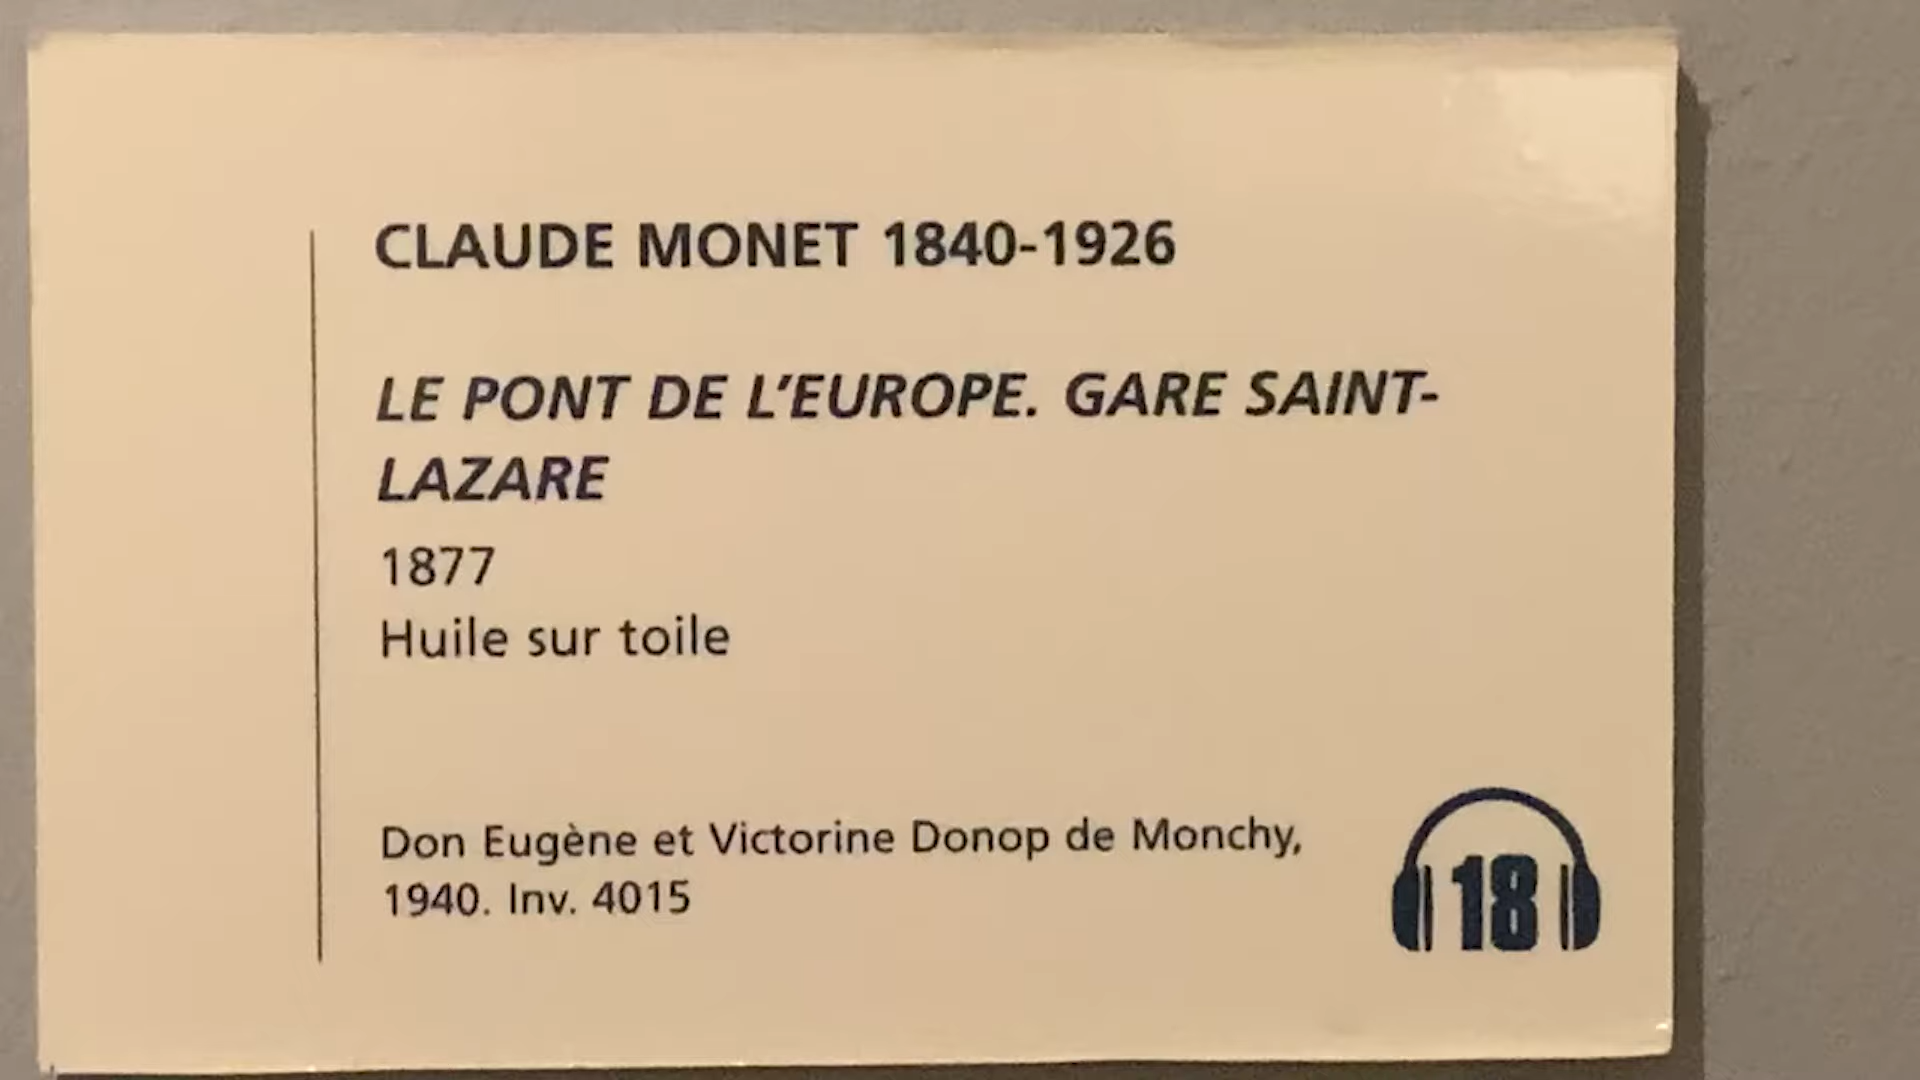 CLAUDE MONET 1840-1926
LE PONT DE L'EUROPE. GARE SAINT-
LAZARE
1877
Huile sur toile
Don Eugène et Victorine Donop de Monchy,
1940. Inv. 4015
18